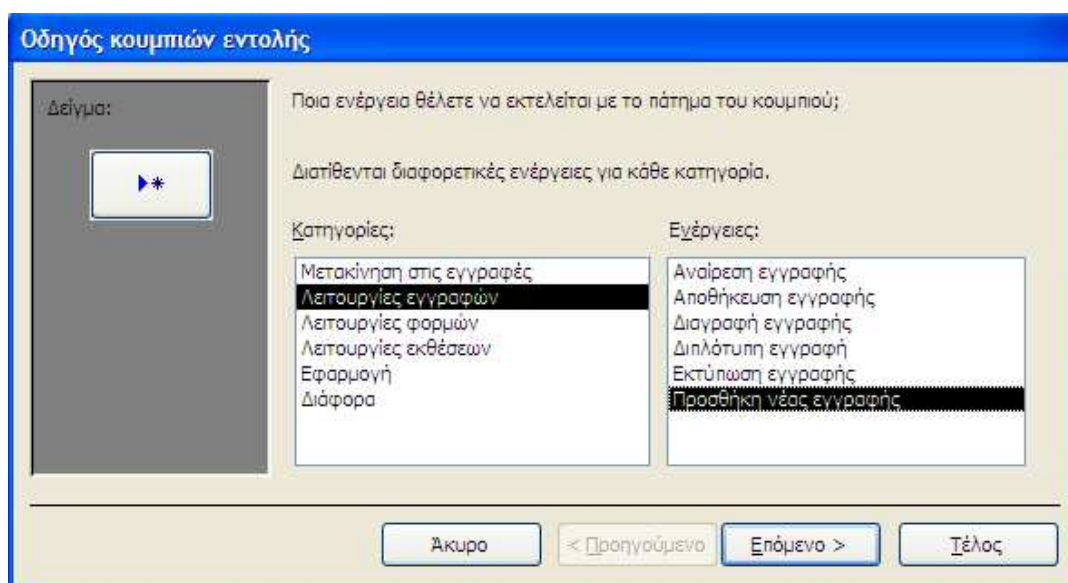 Οδηγός κουμπιών εντολής
Δείγμα:
Ποια ενέργεια θέλετε να εκτελείται με το πάτημα του κουμπιού;
Διατίθενται διαφορετικές ενέργειες για κάθε κατηγορία.
Κατηγορίες:
Ενέργειες:
Μετακίνηση στις εγγραφές
Λειτουργίες εγγραφών
Λειτουργίες φορμών
Λειτουργίες εκθέσεων
Εφαρμογή
Διάφορα
Αναίρεση εγγραφής
Αποθήκευση εγγραφής
Διαγραφή εγγραφής
Διπλότυπη εγγραφή
Εκτύπωση εγγραφής
Προσθήκη νέας εγγραφής
Άκυρο
< Προηγούμενο
Επόμενο >
Τέλος